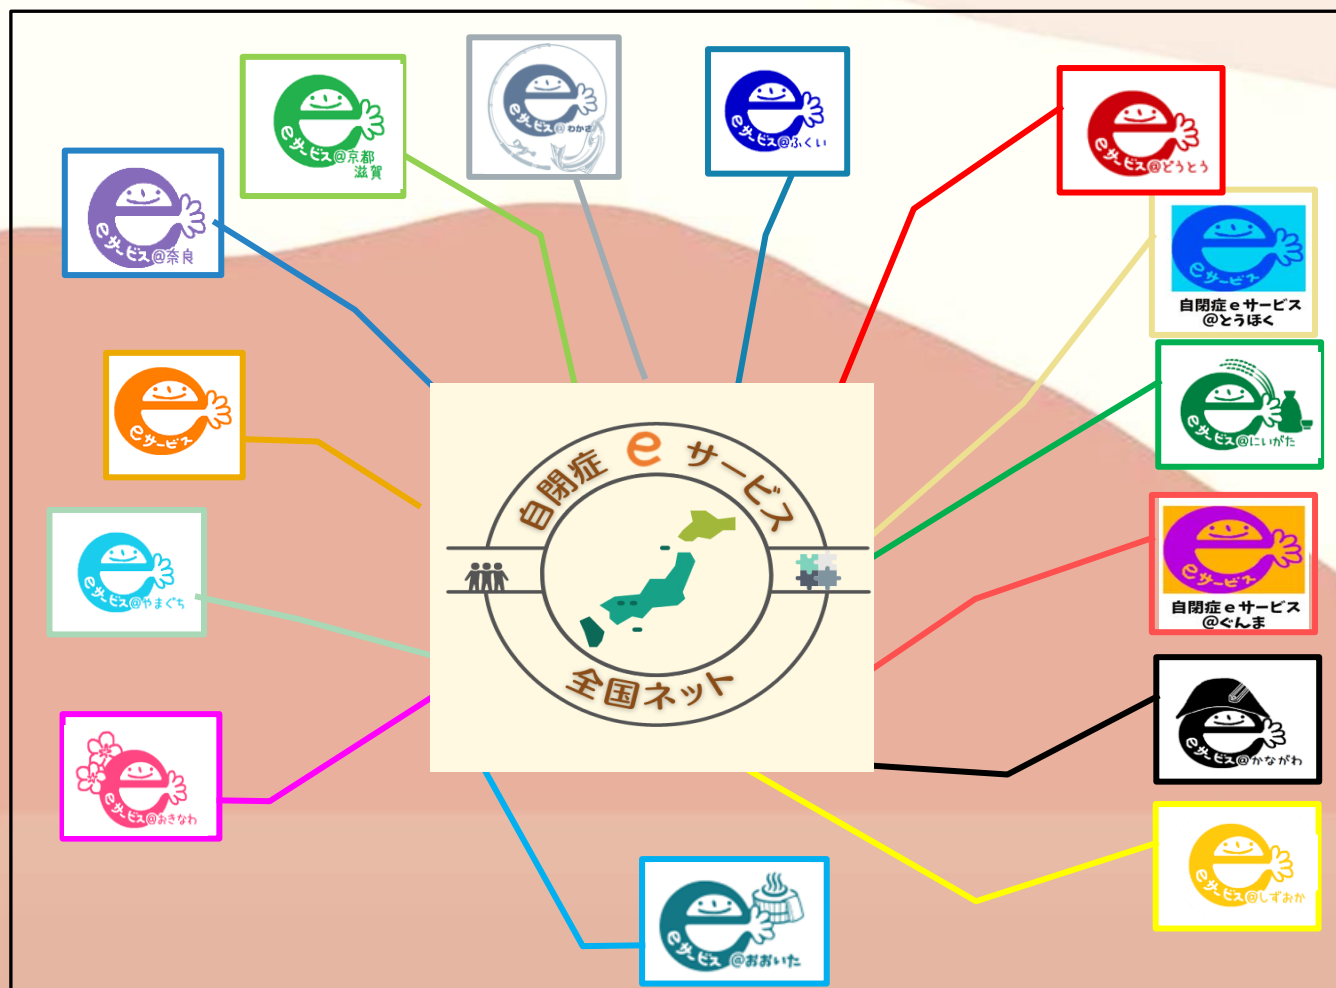 eサービス@京都
滋賀
eサービス@わかさ
eサービス@ふくい
eサービス@どうとう
eサービス@奈良
eサービス
自閉症eサービス
@とうほく
eサービス
eサービス@にいがた
自閉症 e サービス
全国ネット
eサービス
自閉症eサービス
@ぐんま
eサービス@やまぐち
eサービス@かながわ
eサービス@おきなわ
eサービス@しずおか
eサービス@おおいた